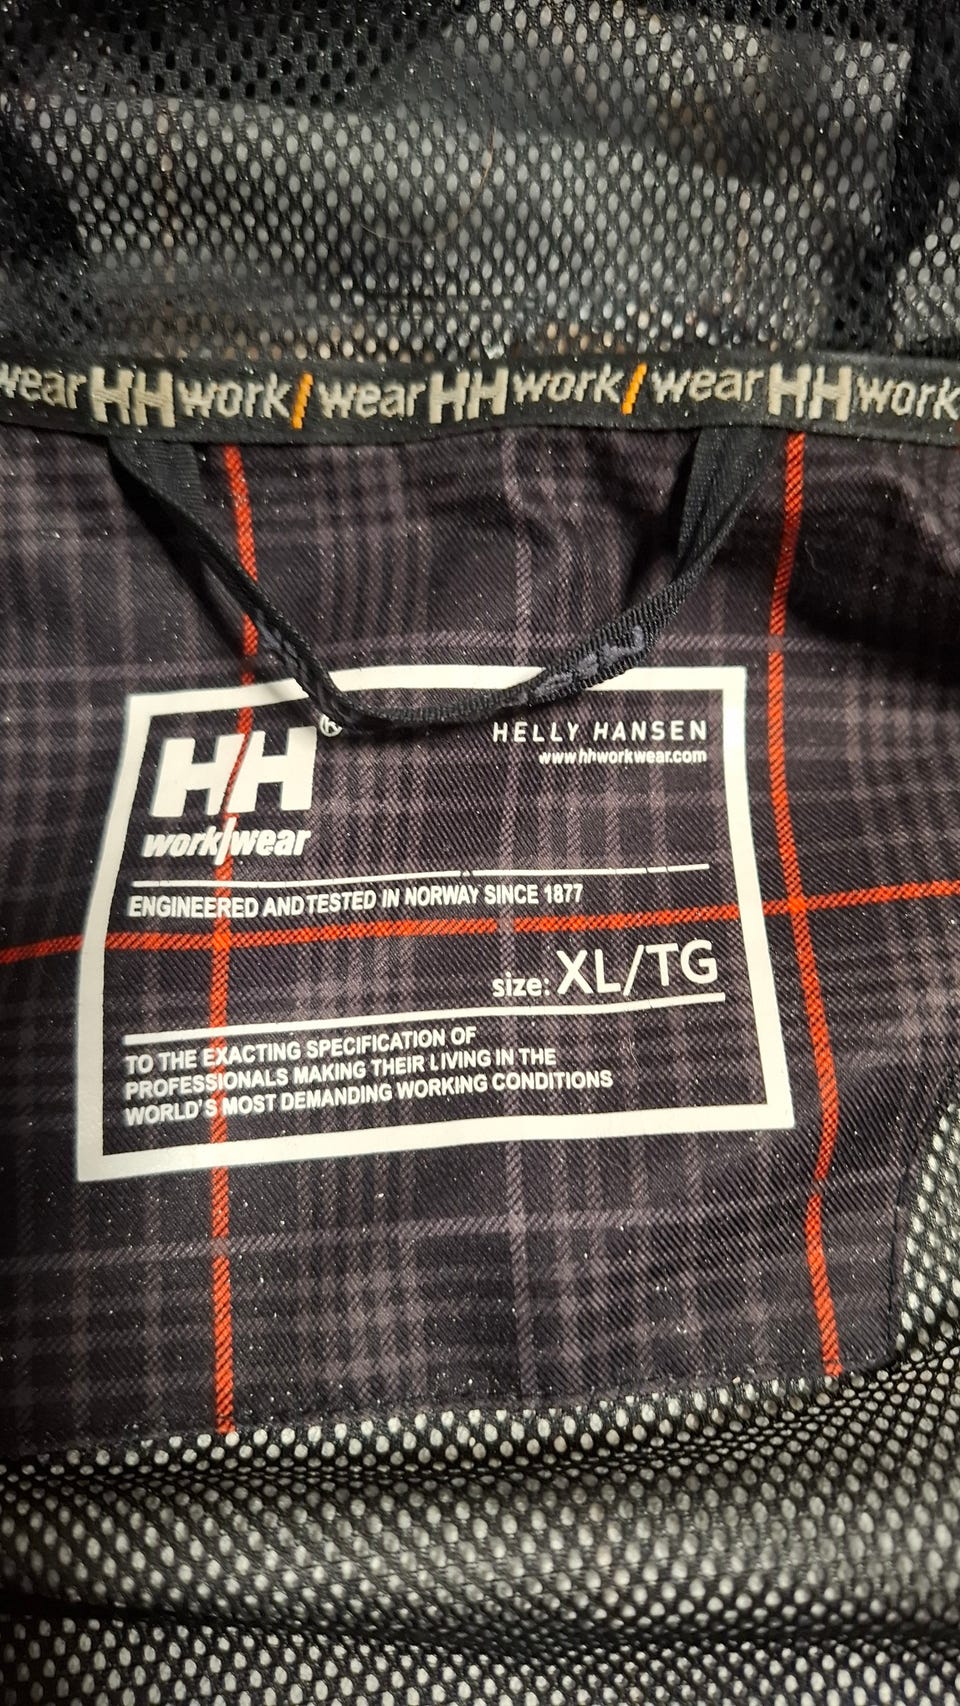 wear HH work/wear HH work/wear HH work
HH®
HELLY HANSEN
www.hhworkwear.com
work/wear
ENGINEERED AND TESTED IN NORWAY SINCE 1877
size: XL/TG
TO THE EXACTING SPECIFICATION OF
PROFESSIONALS MAKING THEIR LIVING IN THE
WORLD'S MOST DEMANDING WORKING CONDITIONS